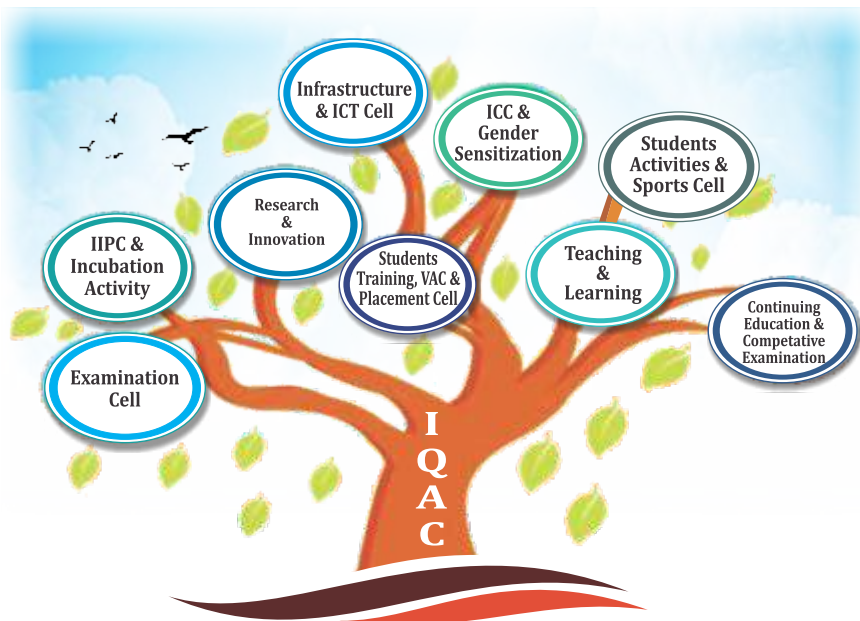 Infrastructure
& ICT Cell
ICC &
Gender
Sensitization
Students
Activities &
Sports Cell
Research
&
Innovation
IIPC &
Incubation
Activity
Students
Training, VAC &
Placement Cell
Teaching
&
Learning
Continuing
Education &
Competative
Examination
Examination
Cell
I
Q
A
C